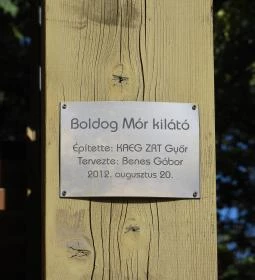 Boldog Mór kilátó
Építette: KAEG ZRT Győr
Tervezte: Benes Gábor
2012. augusztus 20.